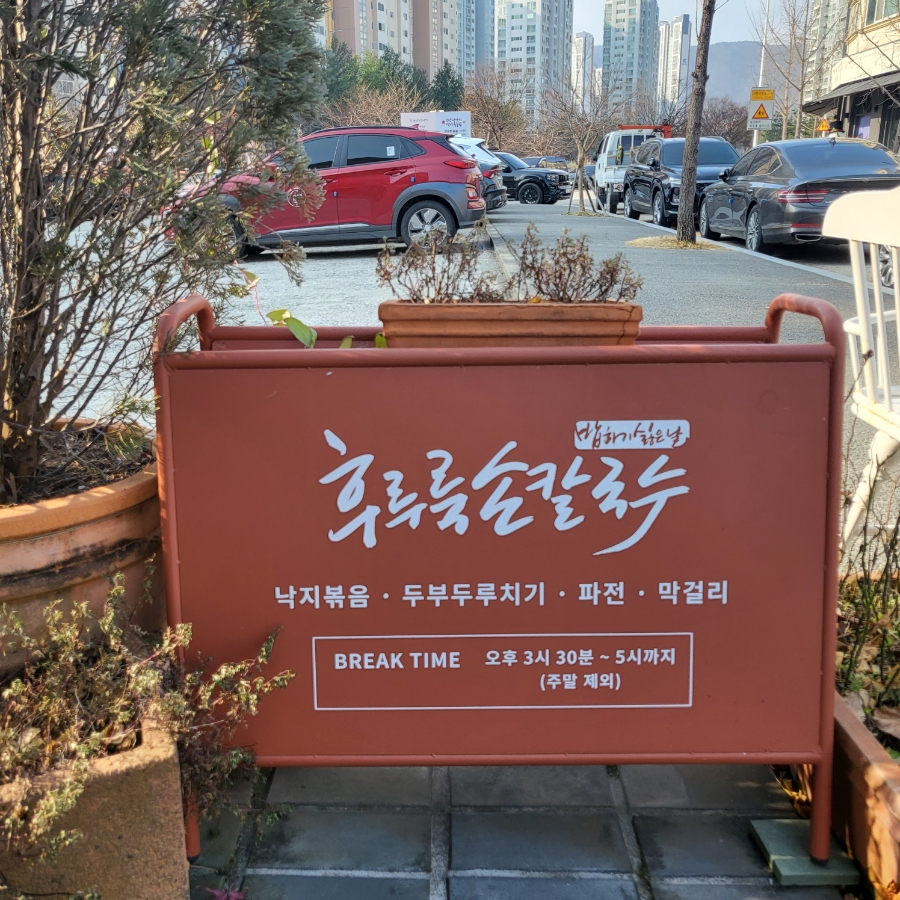 밥하기싫은날
후루룩손칼국수
낙지볶음 · 두부두루치기 · 파전 · 막걸리
BREAK TIME 오후 3시 30분 ~ 5시까지
(주말 제외)